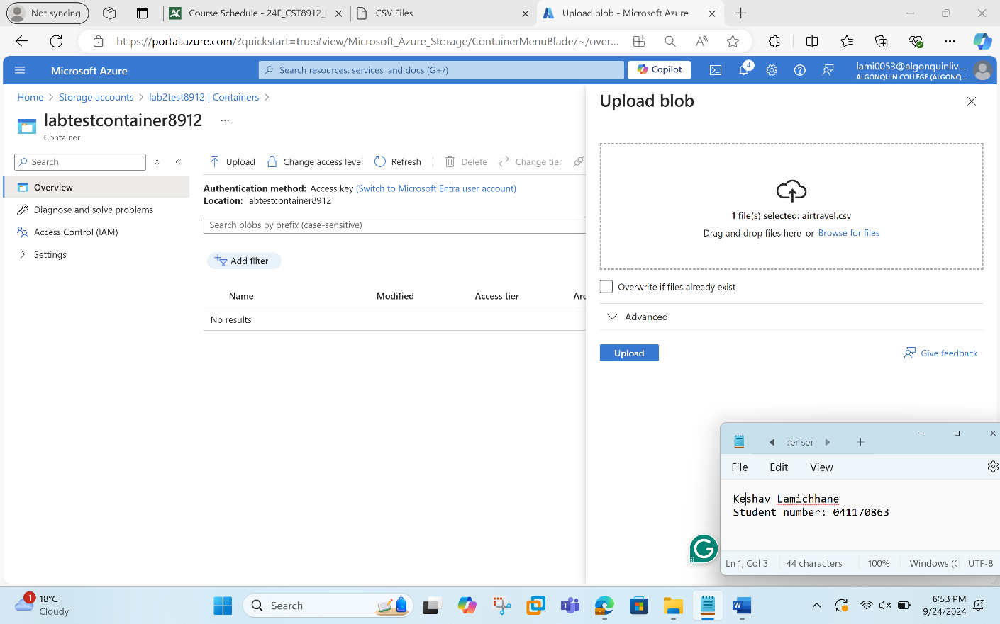 Not syncing
Course Schedule - 24F_CST8912_
CSV Files
Upload blob - Microsoft Azure
https://portal.azure.com/?quickstart=true#view/Microsoft_Azure_Storage/ContainerMenuBlade/~/over...
Microsoft Azure
Search resources, services, and docs (G+/)
Copilot
4
lami0053@algonquinliv...
ALGONQUIN COLLEGE (ALGONQ...
Home > Storage accounts > lab2test8912 | Containers >
labtestcontainer8912 ...
Container
Search
Overview
Diagnose and solve problems
Access Control (IAM)
Settings
Upload
Change access level
Refresh
Delete
Change tier
Authentication method: Access key (Switch to Microsoft Entra user account)
Location: labtestcontainer8912
Search blobs by prefix (case-sensitive)
Add filter
Name Modified Access tier Arc
No results
Upload blob
1 file(s) selected: airtravel.csv
Drag and drop files here or Browse for files
Overwrite if files already exist
Advanced
Upload
Give feedback
der ser
File Edit View
Keshav Lamichhane
Student number: 041170863
Ln 1, Col 3 44 characters 100% Windows (C UTF-8
1
18°C
Cloudy
Search
6:53 PM
9/24/2024